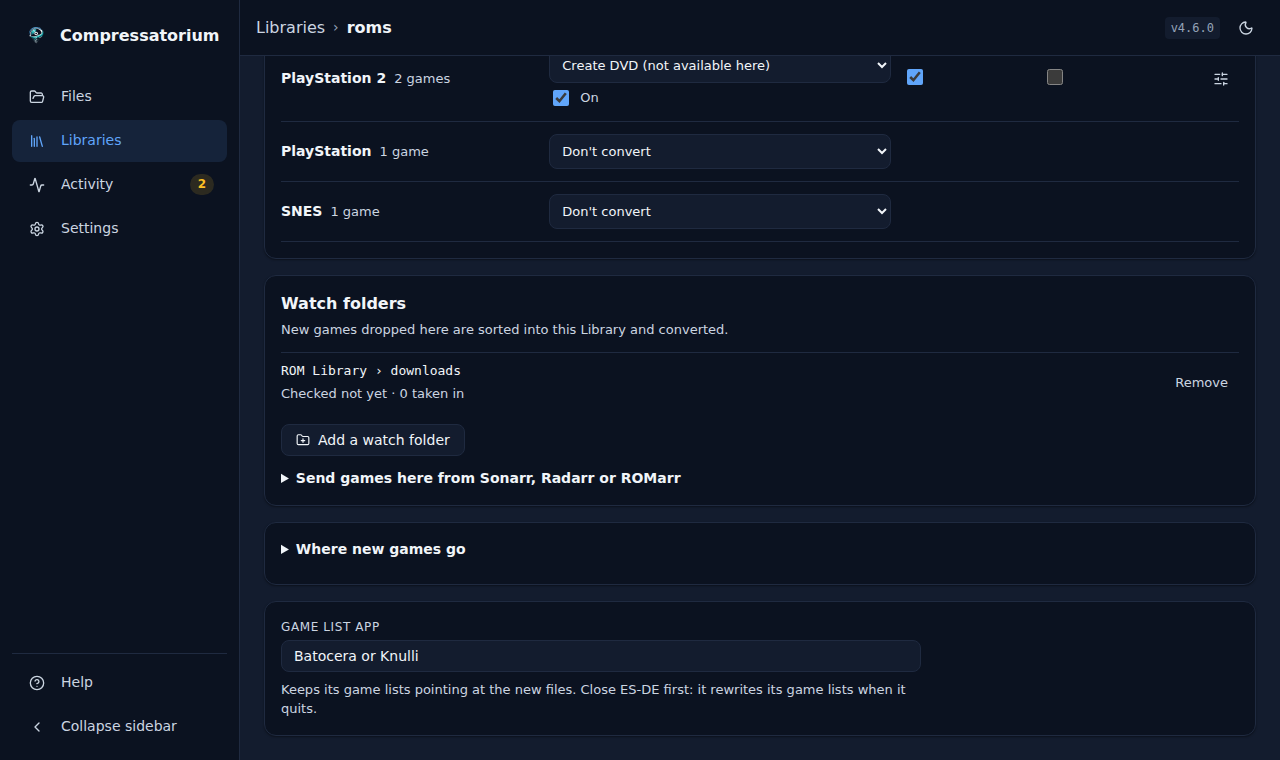 Compressatorium
Libraries › roms
v4.6.0
Files
Libraries
Activity 2
Settings
Help
Collapse sidebar
PlayStation 2 2 games
Create DVD (not available here)
On
PlayStation 1 game
Don't convert
SNES 1 game
Don't convert
Watch folders
New games dropped here are sorted into this Library and converted.
ROM Library › downloads
Checked not yet · 0 taken in
Remove
Add a watch folder
Send games here from Sonarr, Radarr or ROMarr
Where new games go
GAME LIST APP
Batocera or Knulli
Keeps its game lists pointing at the new files. Close ES-DE first: it rewrites its game lists when it
quits.